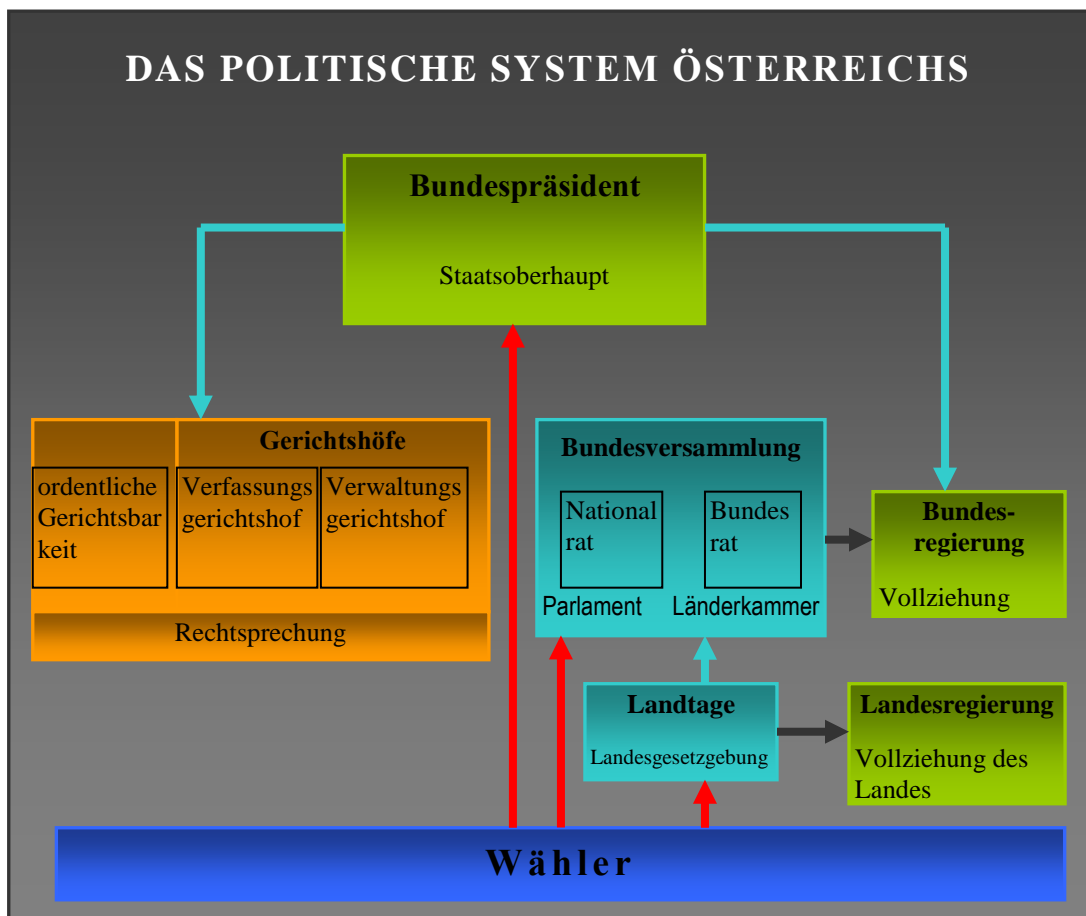 DAS POLITISCHE SYSTEM ÖSTERREICHS
Bundespräsident
Staatsoberhaupt
Gerichtshöfe
ordentliche
Gerichtsbar
keit
Verfassungs
gerichtshof
Verwaltungs
gerichtshof
Rechtsprechung
Bundesversammlung
National
rat
Bundes
rat
Parlament
Länderkammer
Bundes-
regierung
Vollziehung
Landtage
Landesgesetzgebung
Landesregierung
Vollziehung des
Landes
Wähler